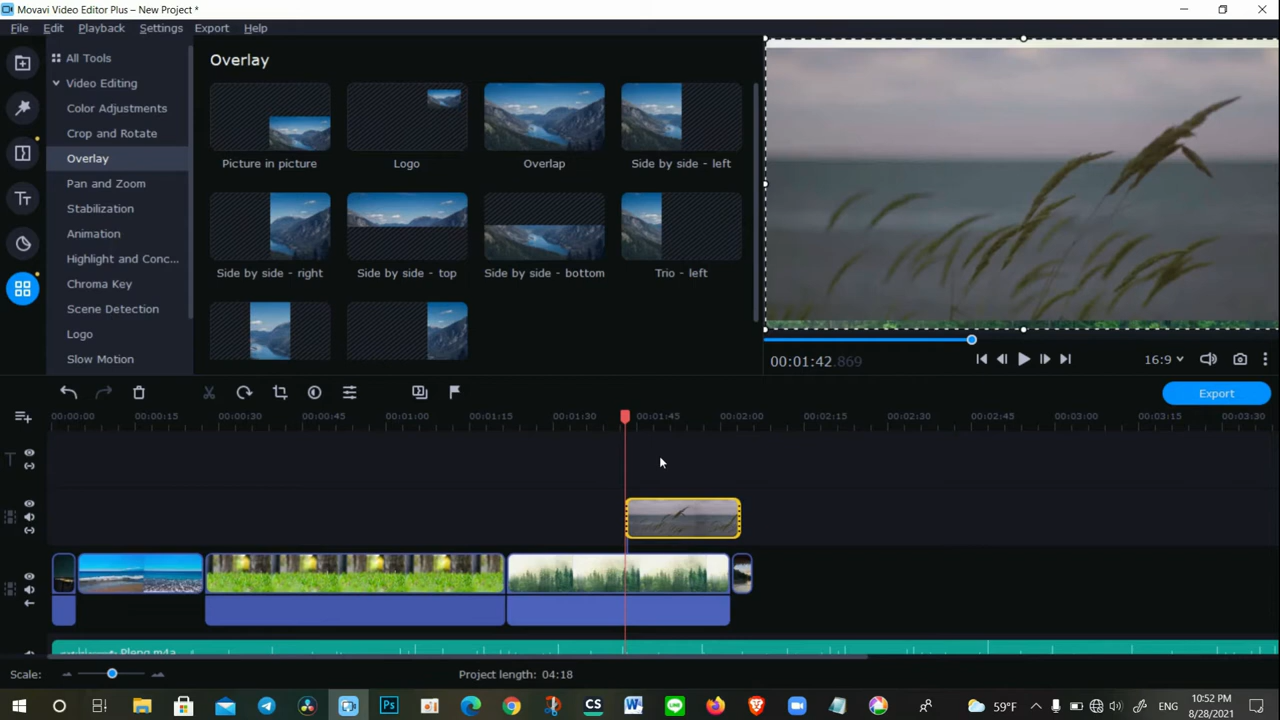 Movavi Video Editor Plus – New Project *
File Edit Playback Settings Export Help
All Tools
Video Editing
Color Adjustments
Crop and Rotate
Overlay
Pan and Zoom
Stabilization
Animation
Highlight and Conc...
Chroma Key
Scene Detection
Logo
Slow Motion
Overlay
Picture in picture Logo Overlap Side by side - left
Side by side - right Side by side - top Side by side - bottom Trio - left
00:01:42.869
16:9
Export
00:00:00 00:00:15 00:00:30 00:00:45 00:01:00 00:01:15 00:01:30 00:01:45 00:02:00 00:02:15 00:02:30 00:02:45 00:03:00 00:03:15 00:03:30
Pleng.m4a
Scale:
Project length: 04:18
59°F
ENG
10:52 PM
8/28/2021